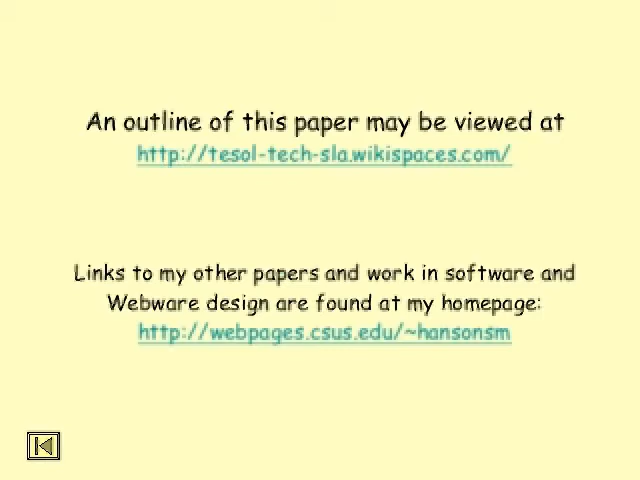 An outline of this paper may be viewed at
http://tesol-tech-sla.wikispaces.com/
Links to my other papers and work in software and
Webware design are found at my homepage:
http://webpages.csus.edu/~hansonsm